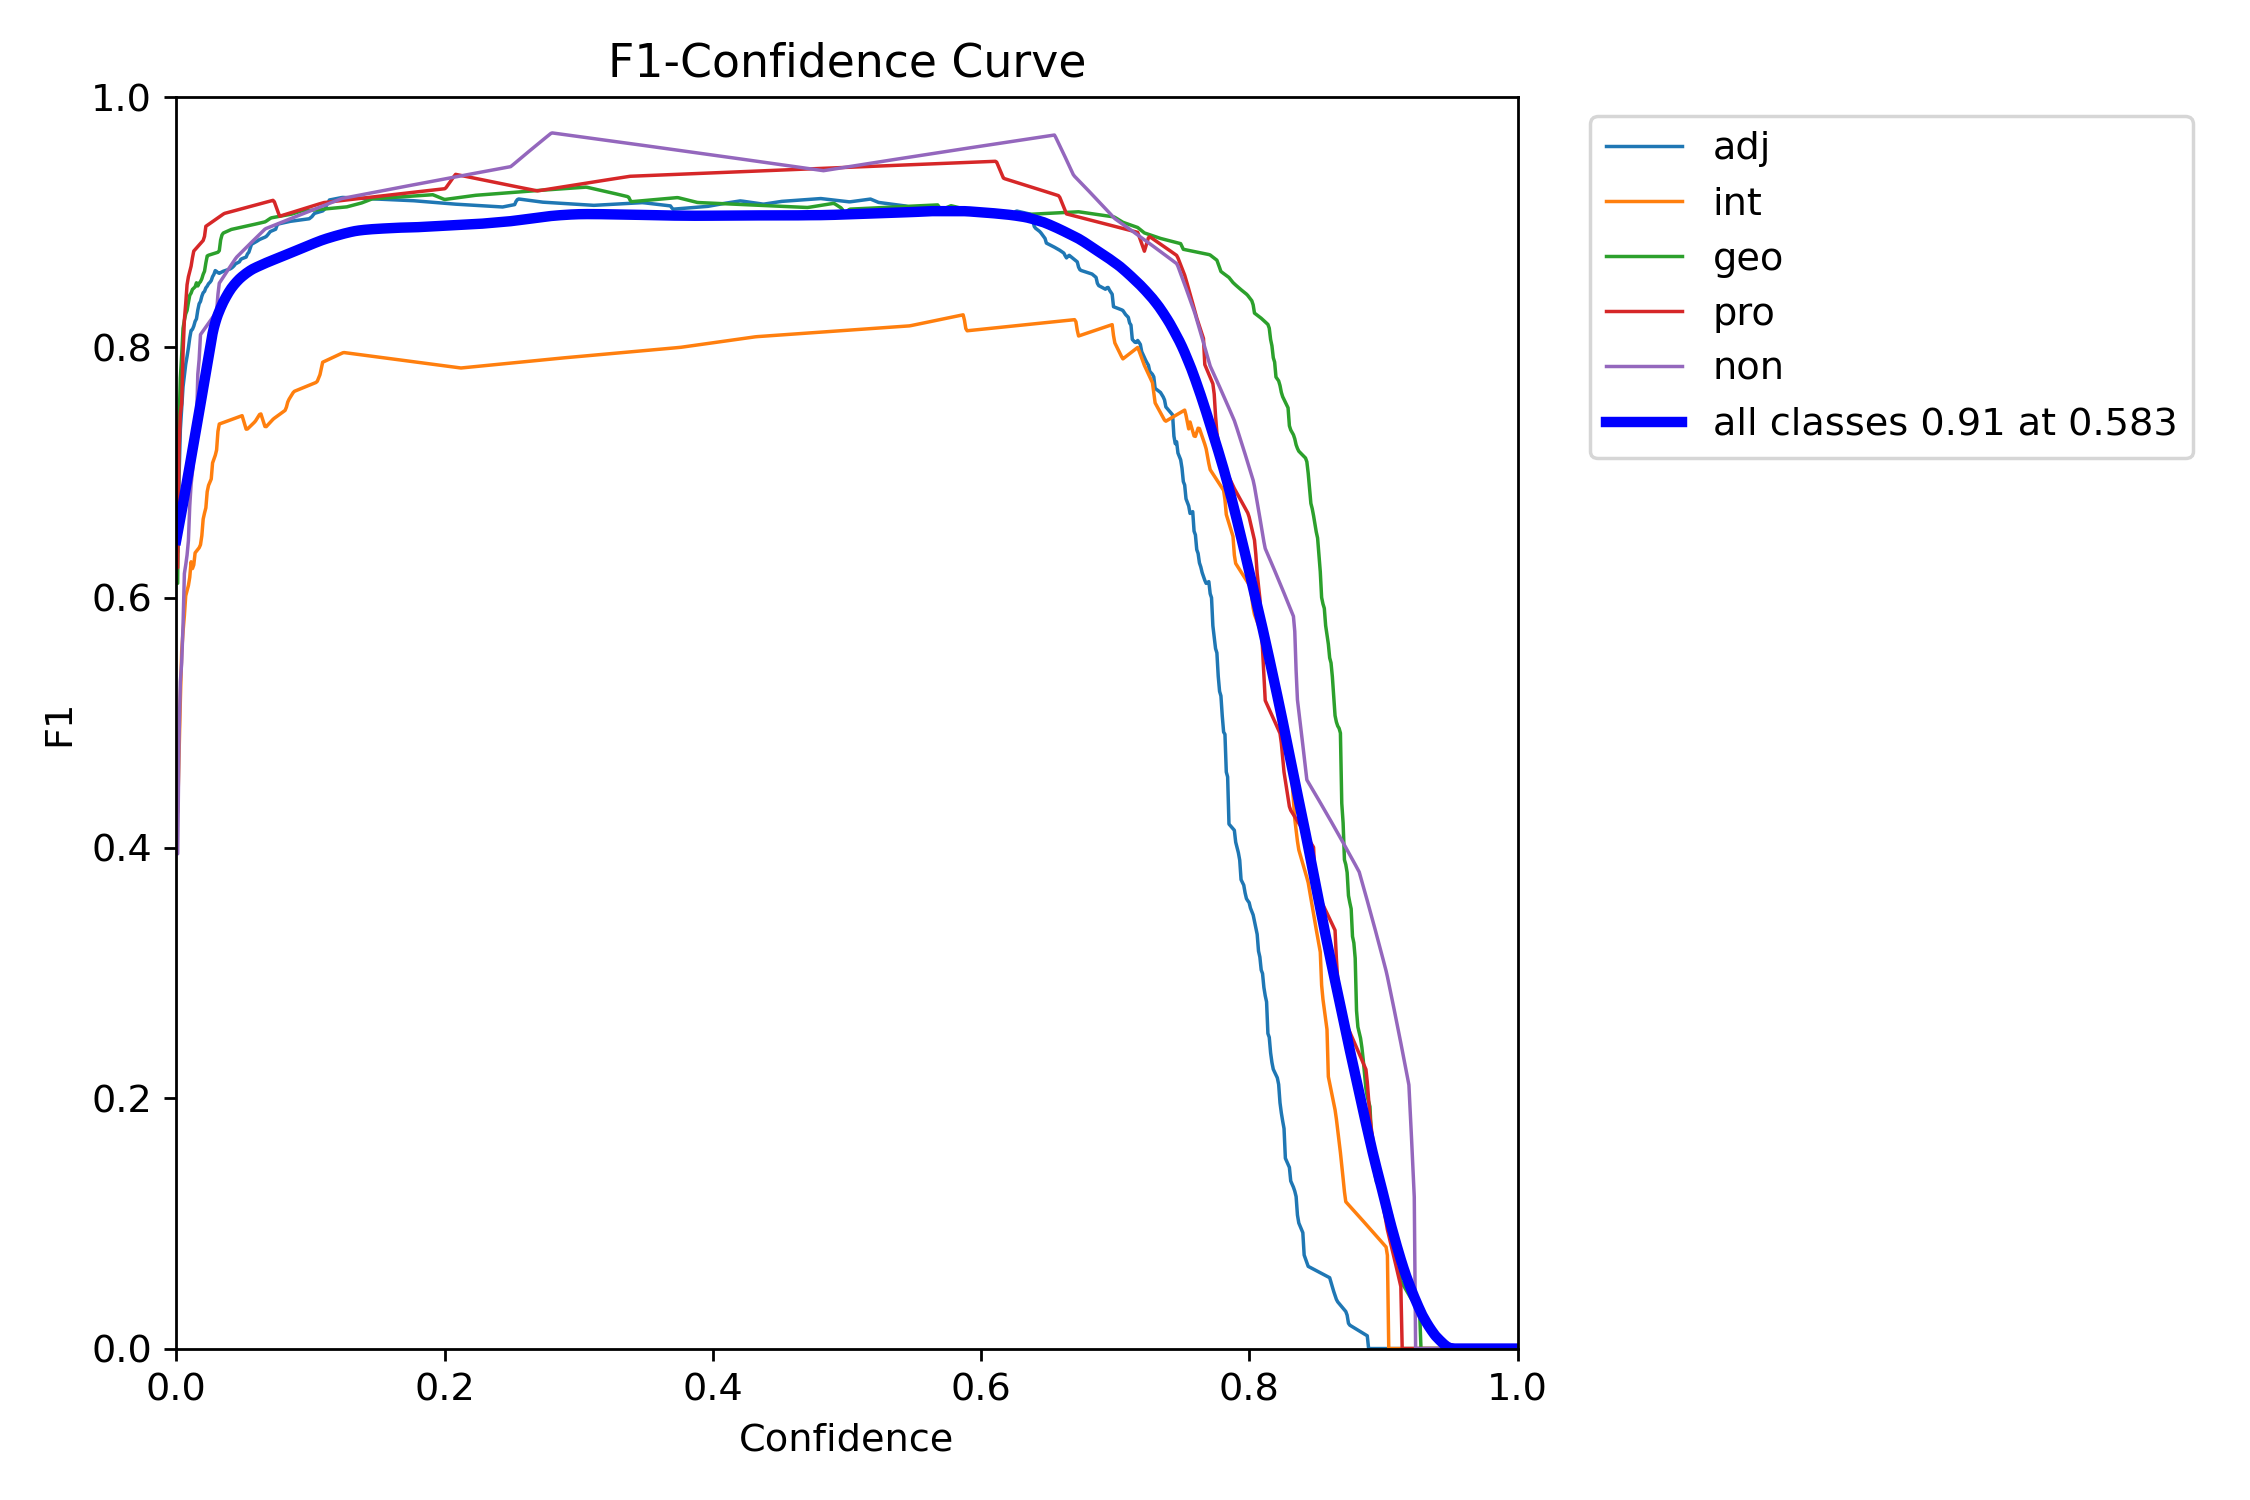 F1-Confidence Curve
1.0
0.8
0.6
0.4
0.2
0.0
F1
0.0 0.2 0.4 0.6 0.8 1.0
Confidence
adj
int
geo
pro
non
all classes 0.91 at 0.583